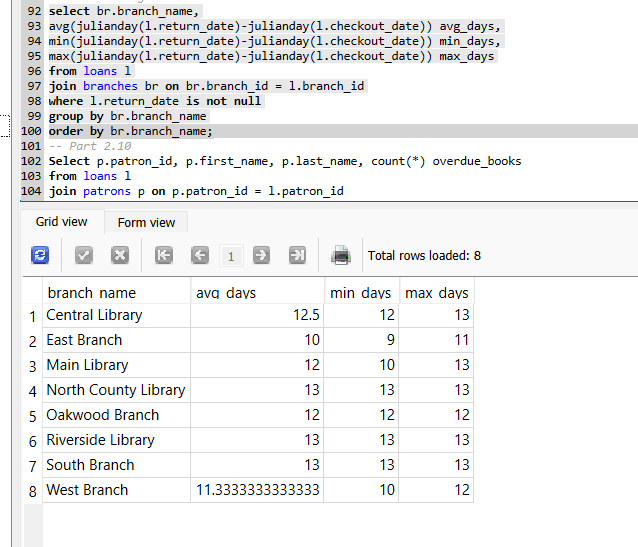 92 select br.branch_name,
93 avg(julianday(l.return_date)-julianday(l.checkout_date)) avg_days,
94 min(julianday(l.return_date)-julianday(l.checkout_date)) min_days,
95 max(julianday(l.return_date)-julianday(l.checkout_date)) max_days
96 from loans l
97 join branches br on br.branch_id = l.branch_id
98 where l.return_date is not null
99 group by br.branch_name
100 order by br.branch_name;
101 -- Part 2.10
102 Select p.patron_id, p.first_name, p.last_name, count(*) overdue_books
103 from loans l
104 join patrons p on p.patron_id = l.patron_id
Grid view Form view
1 Total rows loaded: 8
branch_name avg_days min_days max_days
1 Central Library 12.5 12 13
2 East Branch 10 9 11
3 Main Library 12 10 13
4 North County Library 13 13 13
5 Oakwood Branch 12 12 12
6 Riverside Library 13 13 13
7 South Branch 13 13 13
8 West Branch 11.3333333333333 10 12